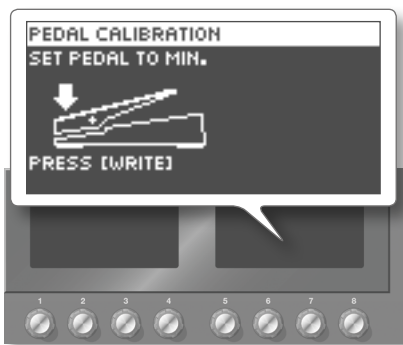 PEDAL CALIBRATION
SET PEDAL TO MIN.
PRESS [WRITE]
1 2 3 4 5 6 7 8